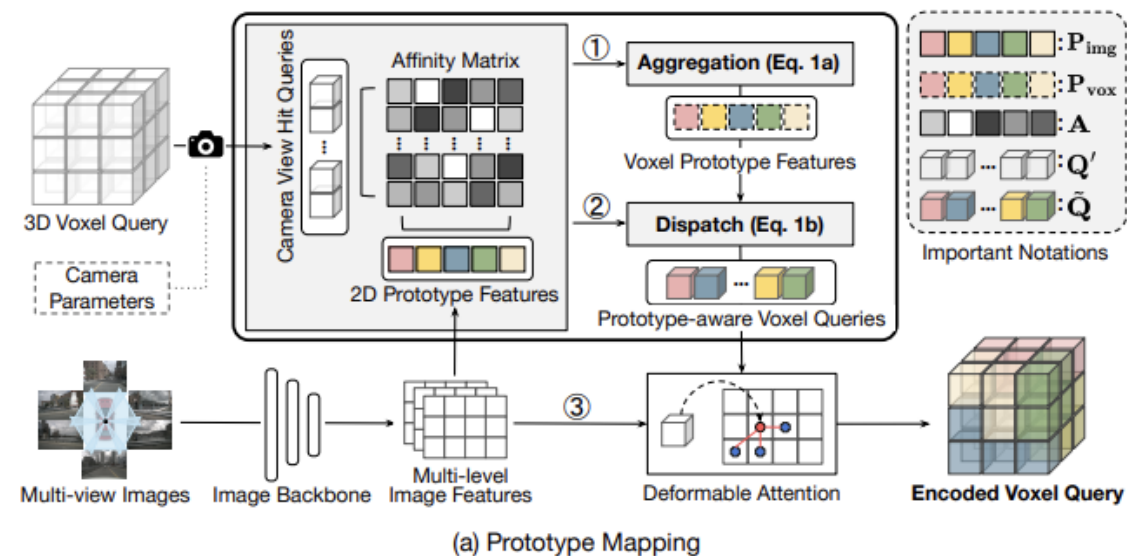 3D Voxel Query
Camera
Parameters
Camera View Hit Queries
...
Affinity Matrix
2D Prototype Features
①
Aggregation (Eq. 1a)
Voxel Prototype Features
②
Dispatch (Eq. 1b)
...
Prototype-aware Voxel Queries
: P_img
: P_vox
: A
... : Q′
... : Q̃
Important Notations
Multi-view Images
Image Backbone
Multi-level
Image Features
③
Deformable Attention
Encoded Voxel Query
(a) Prototype Mapping